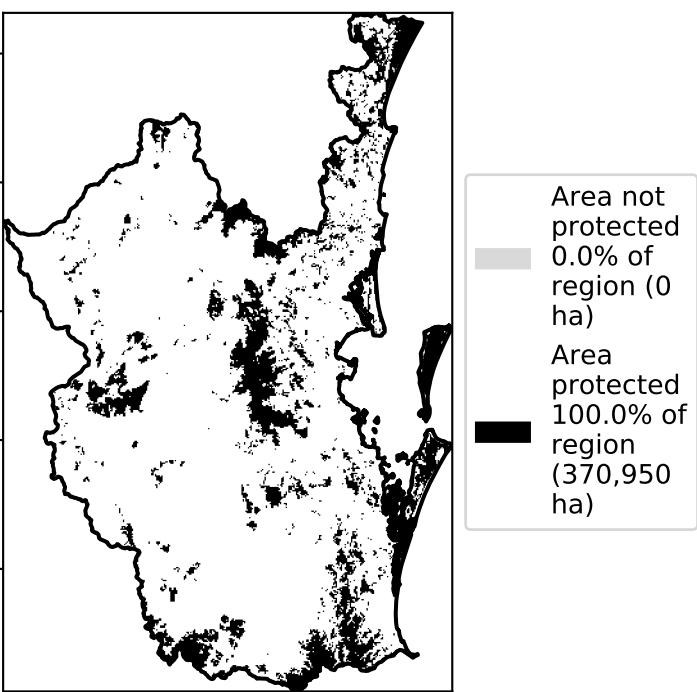 Area not
protected
0.0% of
region (0
ha)
Area
protected
100.0% of
region
(370,950
ha)